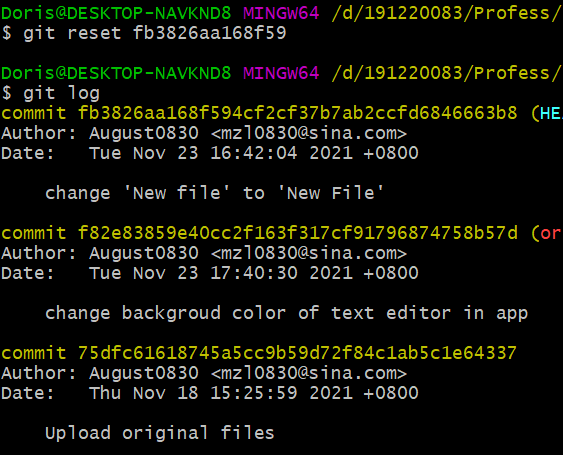 Doris@DESKTOP-NAVKND8 MINGW64 /d/191220083/Profess/
$ git reset fb3826aa168f59
Doris@DESKTOP-NAVKND8 MINGW64 /d/191220083/Profess/
$ git log
commit fb3826aa168f594cf2cf37b7ab2ccfd6846663b8 (HE
Author: August0830 <mzl0830@sina.com>
Date:   Tue Nov 23 16:42:04 2021 +0800
change 'New file' to 'New File'
commit f82e83859e40cc2f163f317cf91796874758b57d (or
Author: August0830 <mzl0830@sina.com>
Date:   Tue Nov 23 17:40:30 2021 +0800
change backgroud color of text editor in app
commit 75dfc61618745a5cc9b59d72f84c1ab5c1e64337
Author: August0830 <mzl0830@sina.com>
Date:   Thu Nov 18 15:25:59 2021 +0800
Upload original files